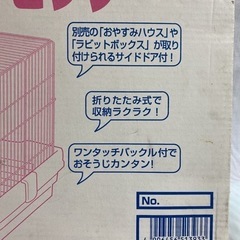 別売の「おやすみハウス」や
「ラビットボックス」が取り
付けられるサイドドア付！
折りたたみ式で
収納ラクラク！
ワンタッチバックル付で
おそうじカンタン！
No.